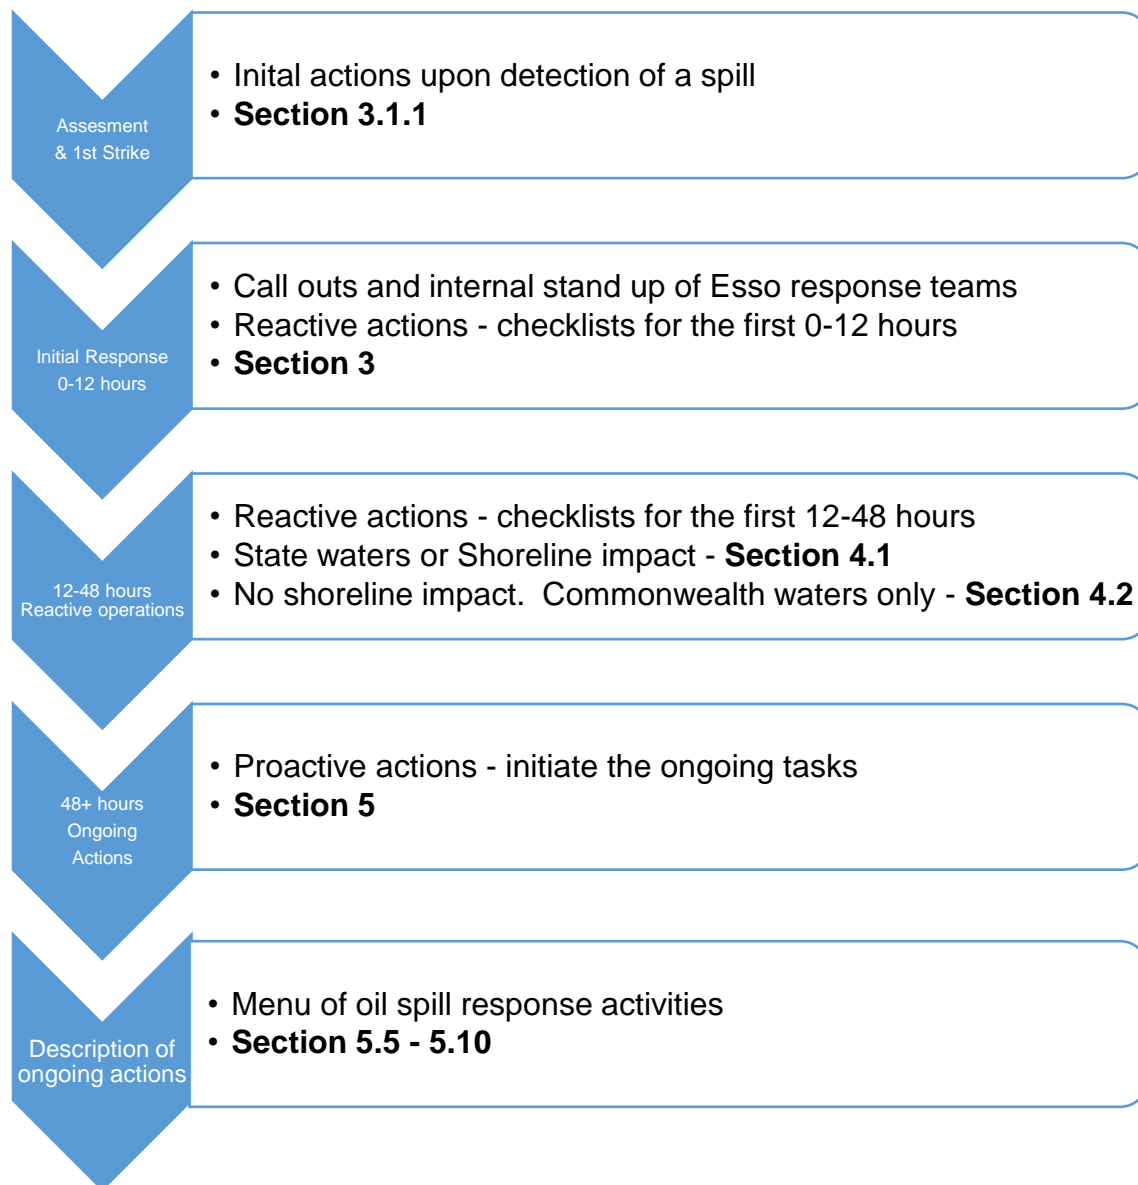 Assesment
& 1st Strike
• Inital actions upon detection of a spill
• Section 3.1.1
Initial Response
0-12 hours
• Call outs and internal stand up of Esso response teams
• Reactive actions - checklists for the first 0-12 hours
• Section 3
12-48 hours
Reactive operations
• Reactive actions - checklists for the first 12-48 hours
• State waters or Shoreline impact - Section 4.1
• No shoreline impact.  Commonwealth waters only - Section 4.2
48+ hours
Ongoing
Actions
• Proactive actions - initiate the ongoing tasks
• Section 5
Description of
ongoing actions
• Menu of oil spill response activities
• Section 5.5 - 5.10